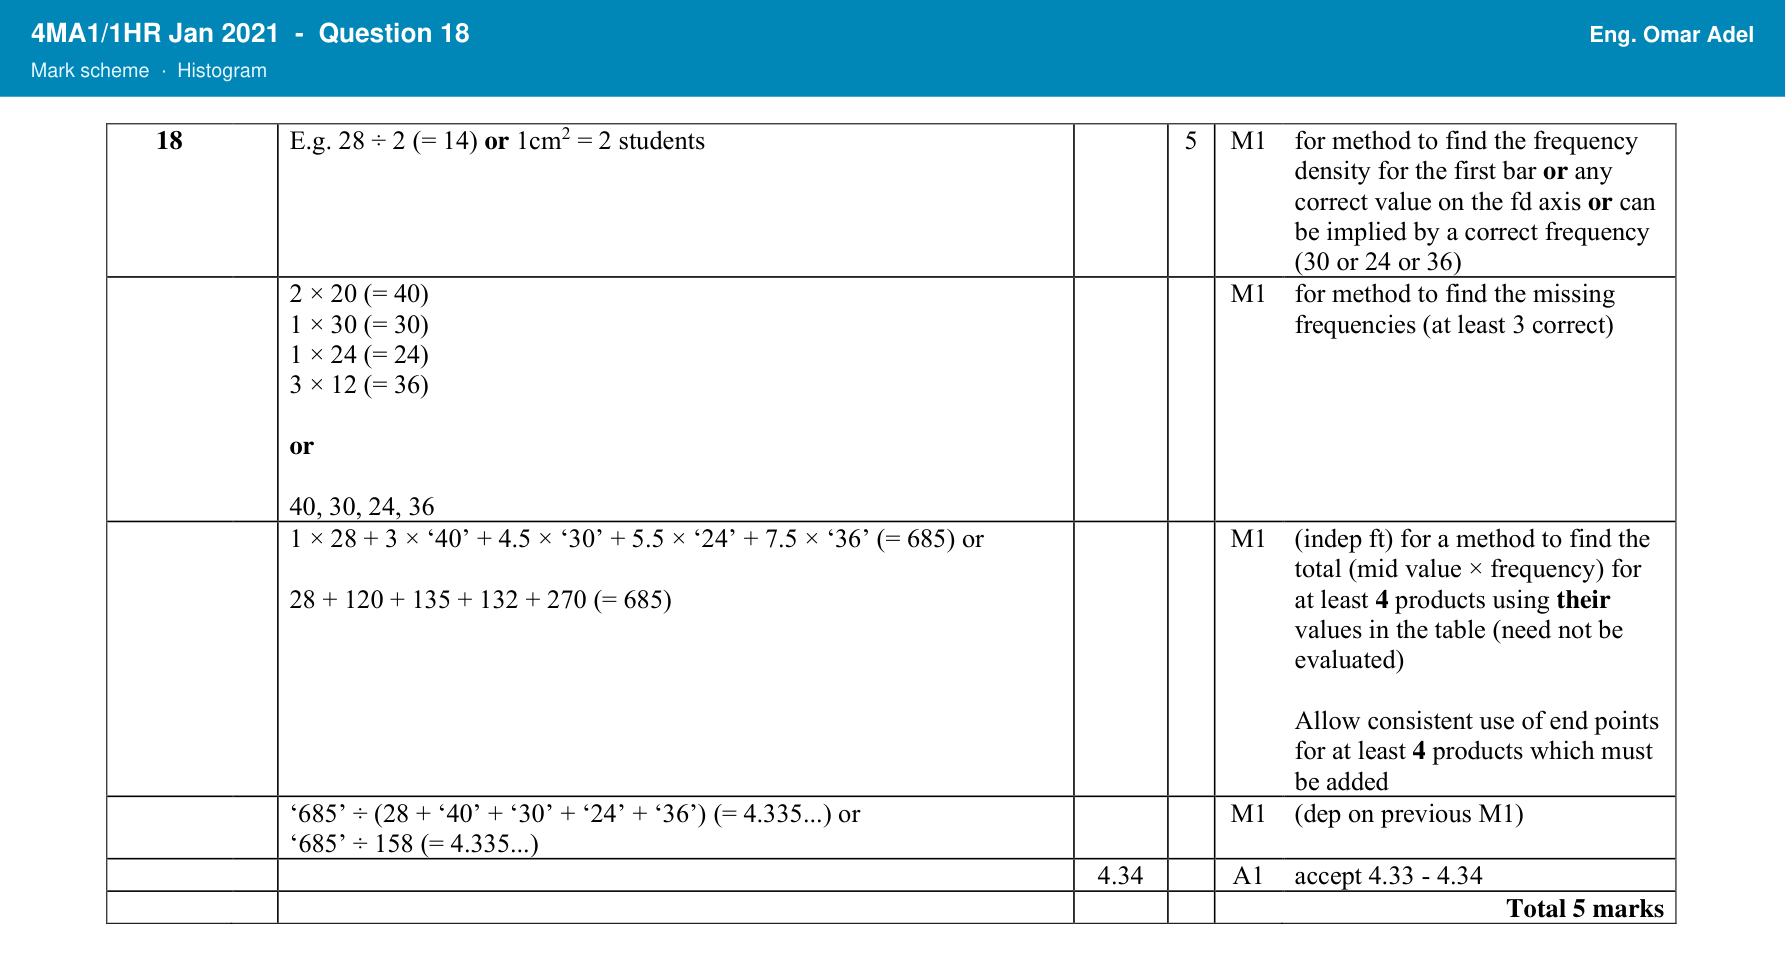 4MA1/1HR Jan 2021 - Question 18
Eng. Omar Adel
Mark scheme · Histogram
18
E.g. 28 ÷ 2 (= 14) or 1cm² = 2 students
5
M1
for method to find the frequency
density for the first bar or any
correct value on the fd axis or can
be implied by a correct frequency
(30 or 24 or 36)
2 × 20 (= 40)
1 × 30 (= 30)
1 × 24 (= 24)
3 × 12 (= 36)
or
40, 30, 24, 36
M1
for method to find the missing
frequencies (at least 3 correct)
1 × 28 + 3 × ‘40’ + 4.5 × ‘30’ + 5.5 × ‘24’ + 7.5 × ‘36’ (= 685) or
28 + 120 + 135 + 132 + 270 (= 685)
M1
(indep ft) for a method to find the
total (mid value × frequency) for
at least 4 products using their
values in the table (need not be
evaluated)
Allow consistent use of end points
for at least 4 products which must
be added
‘685’ ÷ (28 + ‘40’ + ‘30’ + ‘24’ + ‘36’) (= 4.335...) or
‘685’ ÷ 158 (= 4.335...)
M1
(dep on previous M1)
4.34
A1
accept 4.33 - 4.34
Total 5 marks